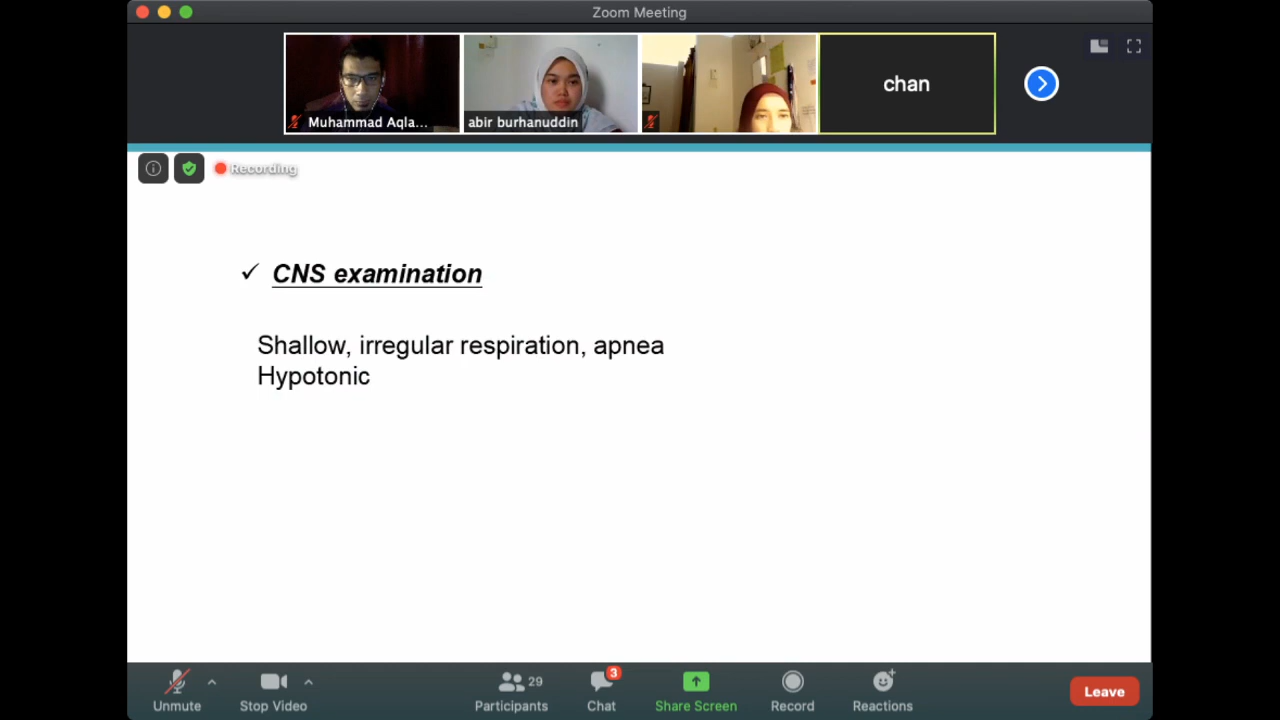 Zoom Meeting
Muhammad Aqla...
abir burhanuddin
chan
Recording
CNS examination
Shallow, irregular respiration, apnea
Hypotonic
29
3
Unmute
Stop Video
Participants
Chat
Share Screen
Record
Reactions
Leave